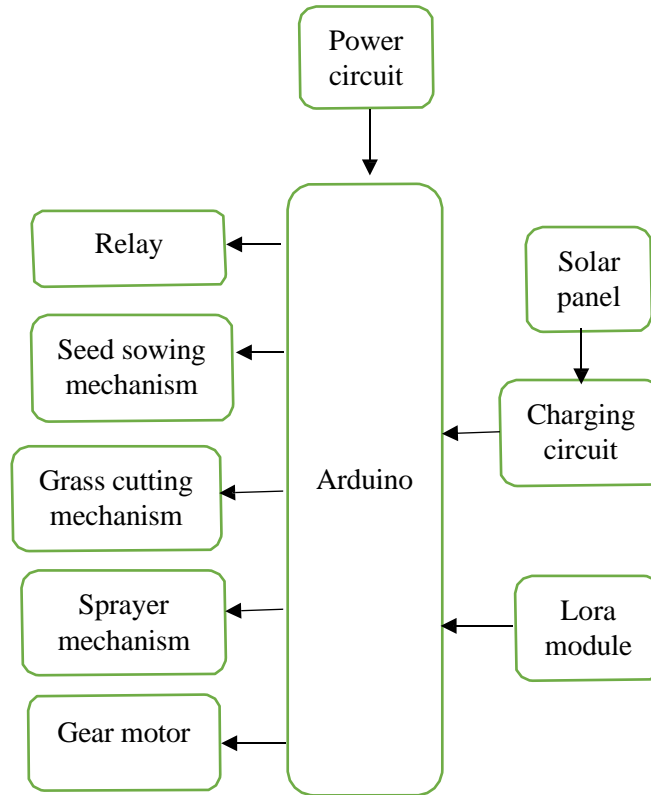 Power
circuit
Relay
Solar
panel
Seed sowing
mechanism
Charging
circuit
Grass cutting
mechanism
Arduino
Sprayer
mechanism
Lora
module
Gear motor